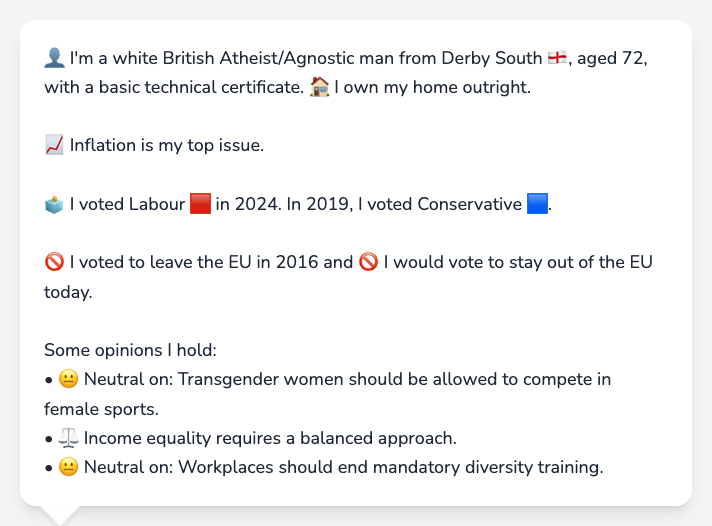 👤 I'm a white British Atheist/Agnostic man from Derby South 🏴󠁧󠁢󠁥󠁮󠁧󠁿, aged 72,
with a basic technical certificate. 🏠 I own my home outright.
📈 Inflation is my top issue.
🗳️ I voted Labour 🟥 in 2024. In 2019, I voted Conservative 🟦.
🚫 I voted to leave the EU in 2016 and 🚫 I would vote to stay out of the EU
today.
Some opinions I hold:
• 😐 Neutral on: Transgender women should be allowed to compete in
female sports.
• ⚖️ Income equality requires a balanced approach.
• 😐 Neutral on: Workplaces should end mandatory diversity training.